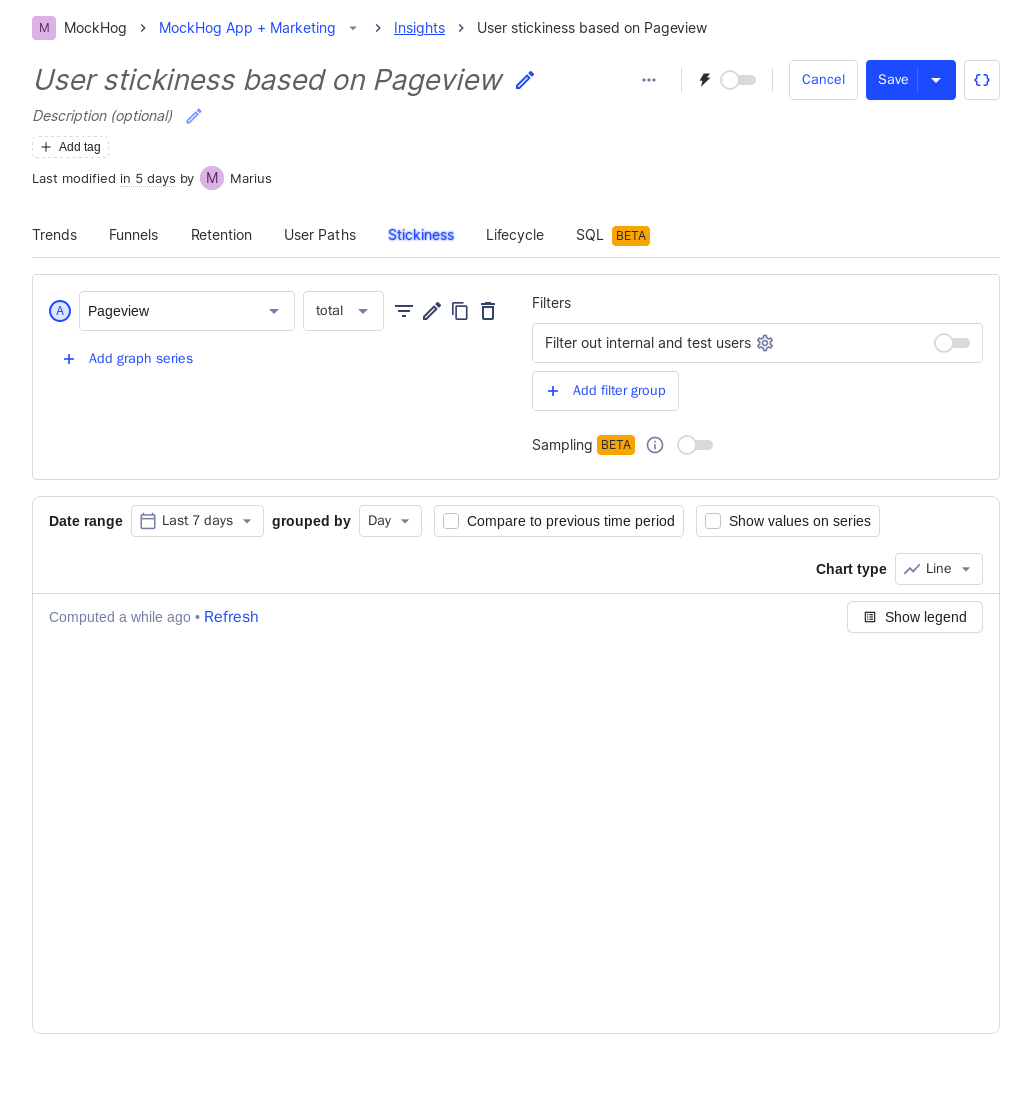 M MockHog MockHog App + Marketing Insights User stickiness based on Pageview
User stickiness based on Pageview Cancel Save
Description (optional)
Add tag
Last modified in 5 days by M Marius
Trends Funnels Retention User Paths Stickiness Lifecycle SQL BETA
A Pageview total
Add graph series
Filters
Filter out internal and test users
Add filter group
Sampling BETA
Date range Last 7 days grouped by Day Compare to previous time period Show values on series
Chart type Line
Computed a while ago • Refresh Show legend